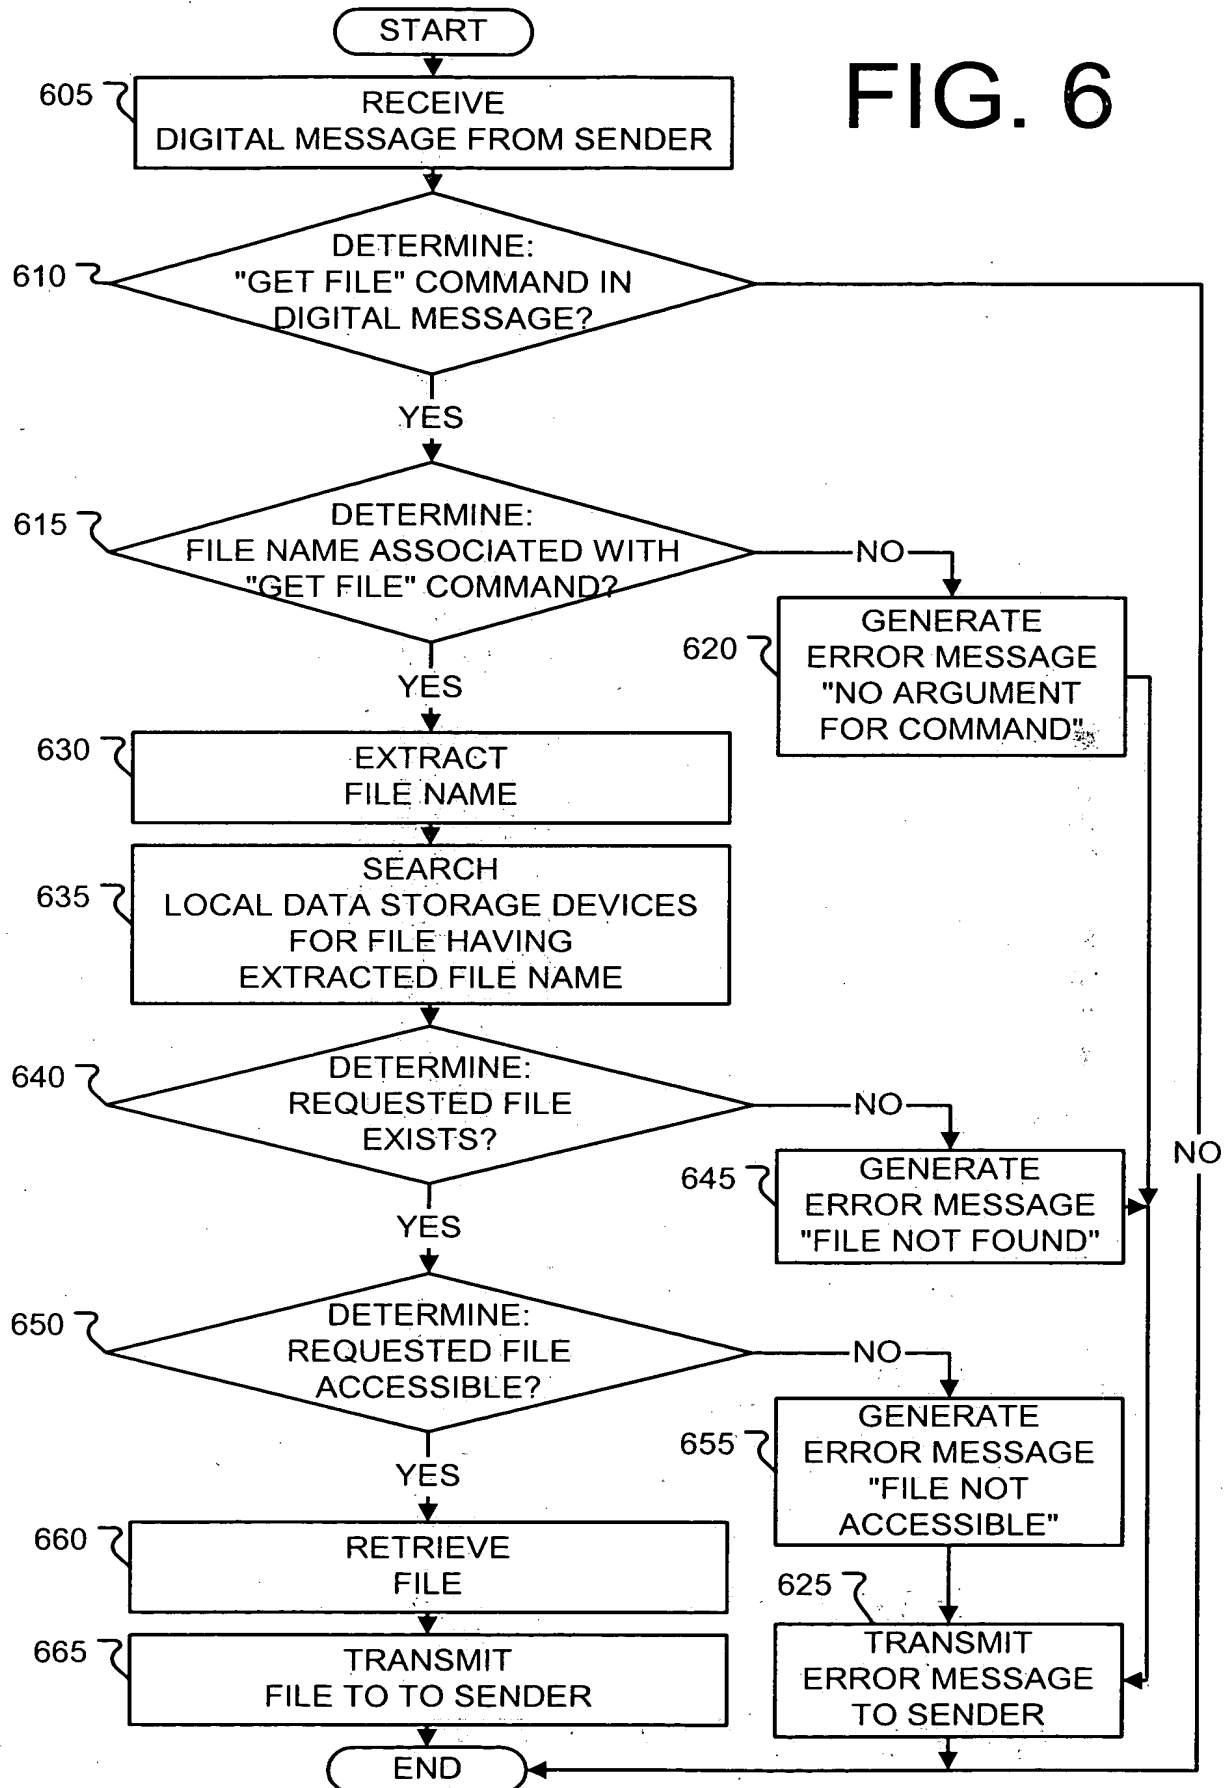 START
FIG. 6
605
RECEIVE
DIGITAL MESSAGE FROM SENDER
610
DETERMINE:
"GET FILE" COMMAND IN
DIGITAL MESSAGE?
YES
615
DETERMINE:
FILE NAME ASSOCIATED WITH
"GET FILE" COMMAND?
NO
620
GENERATE
ERROR MESSAGE
"NO ARGUMENT
FOR COMMAND"
YES
630
EXTRACT
FILE NAME
635
SEARCH
LOCAL DATA STORAGE DEVICES
FOR FILE HAVING
EXTRACTED FILE NAME
640
DETERMINE:
REQUESTED FILE
EXISTS?
NO
NO
645
GENERATE
ERROR MESSAGE
"FILE NOT FOUND"
YES
650
DETERMINE:
REQUESTED FILE
ACCESSIBLE?
NO
655
GENERATE
ERROR MESSAGE
"FILE NOT
ACCESSIBLE"
YES
660
RETRIEVE
FILE
625
TRANSMIT
ERROR MESSAGE
TO SENDER
665
TRANSMIT
FILE TO TO SENDER
END